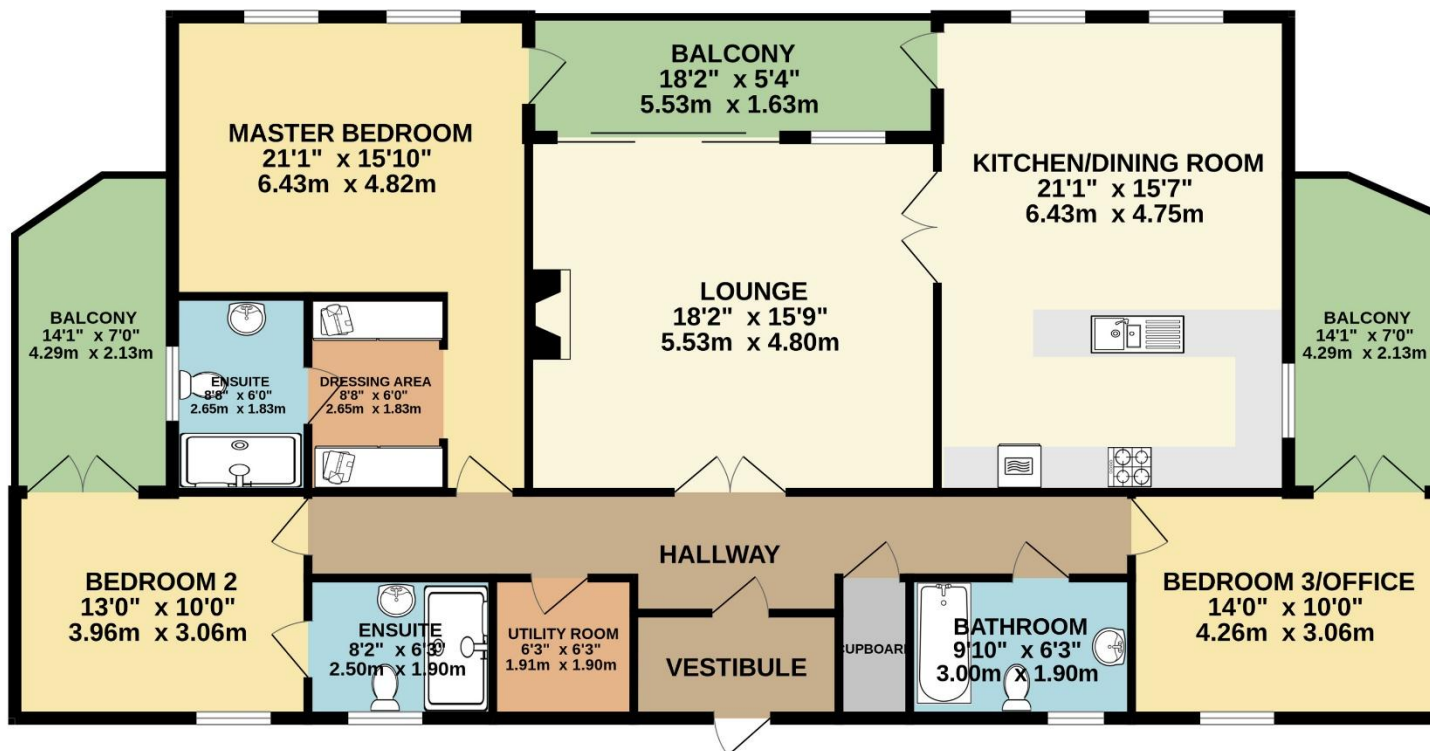 BALCONY
18'2" x 5'4"
5.53m x 1.63m
MASTER BEDROOM
21'1" x 15'10"
6.43m x 4.82m
KITCHEN/DINING ROOM
21'1" x 15'7"
6.43m x 4.75m
BALCONY
14'1" x 7'0"
4.29m x 2.13m
LOUNGE
18'2" x 15'9"
5.53m x 4.80m
BALCONY
14'1" x 7'0"
4.29m x 2.13m
ENSUITE
8'8" x 6'0"
2.65m x 1.83m
DRESSING AREA
8'8" x 6'0"
2.65m x 1.83m
HALLWAY
BEDROOM 2
13'0" x 10'0"
3.96m x 3.06m
ENSUITE
8'2" x 6'3"
2.50m x 1.90m
UTILITY ROOM
6'3" x 6'3"
1.91m x 1.90m
VESTIBULE
CUPBOARD
BATHROOM
9'10" x 6'3"
3.00m x 1.90m
BEDROOM 3/OFFICE
14'0" x 10'0"
4.26m x 3.06m